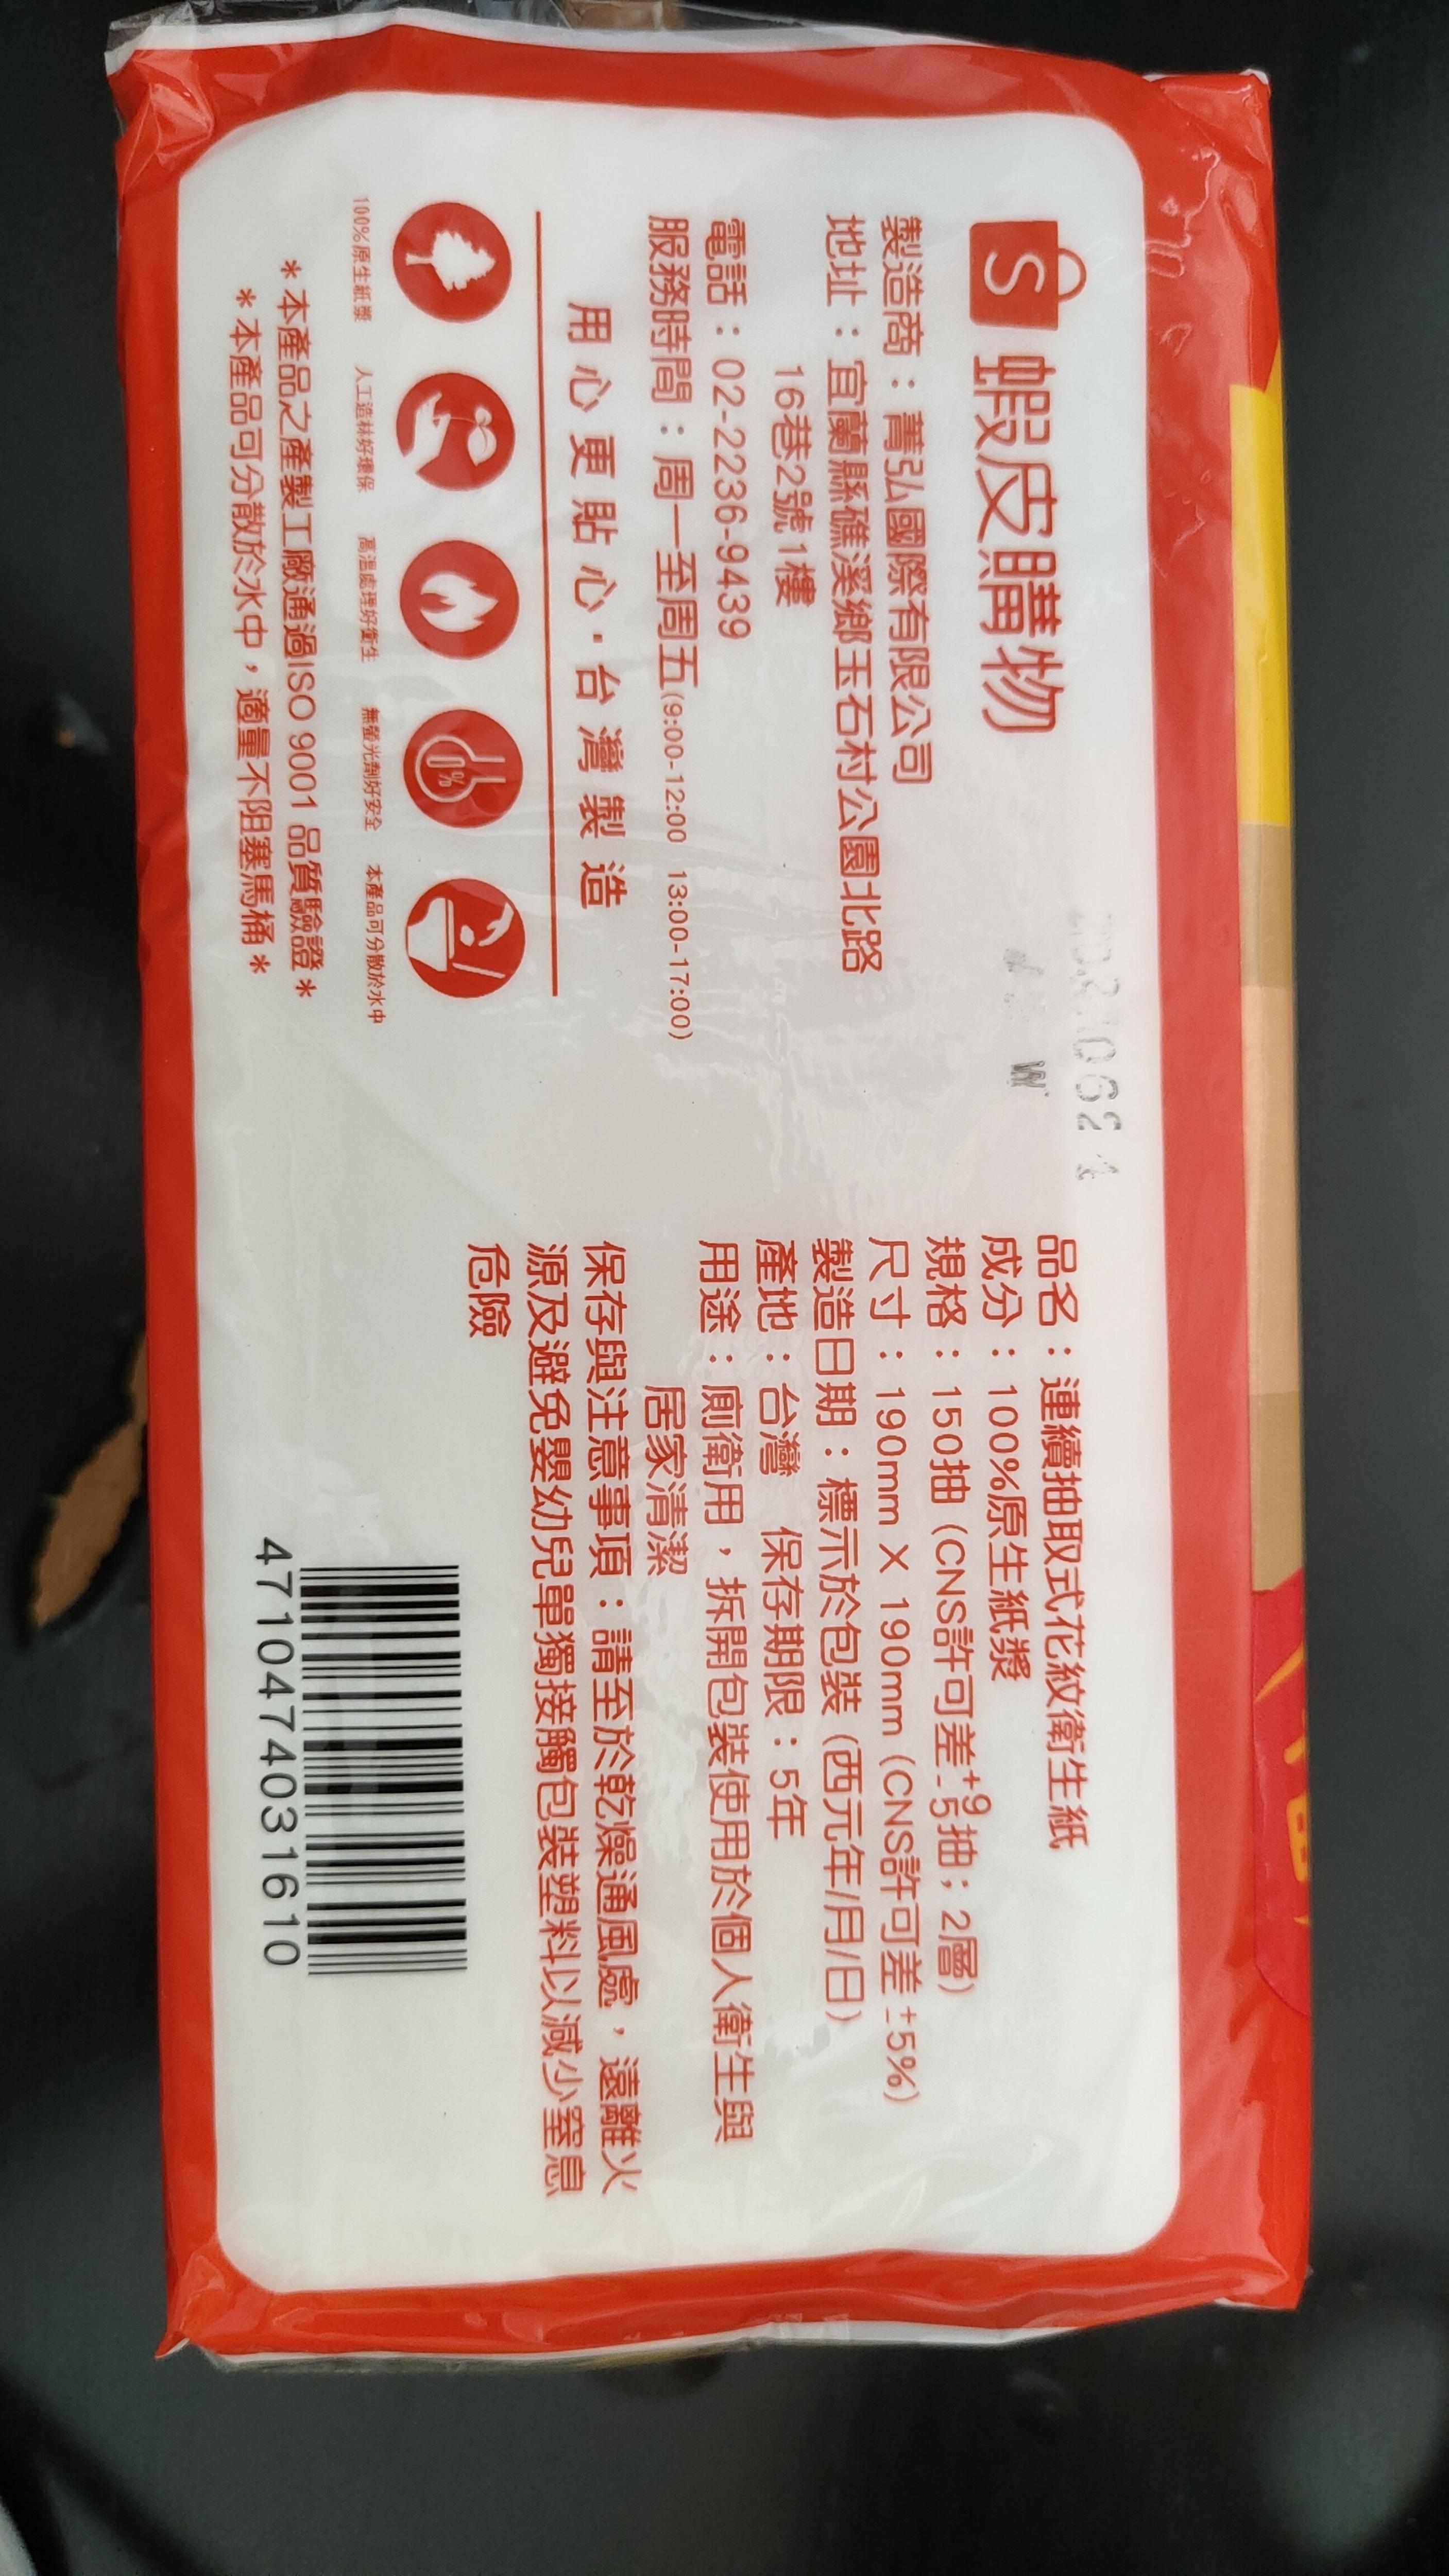 蝦皮購物
製造商：菁弘國際有限公司
地址：宜蘭縣礁溪鄉玉石村公園北路
16巷2號1樓
電話：02-2236-9439
服務時間：周一至周五(9:00-12:00 13:00-17:00)
用心更貼心·台灣製造
100%原生紙漿
人工造林好環保
高溫處理好衛生
無螢光劑好安全
本產品可分散於水中
0%
＊本產品之產製工廠通過ISO 9001 品質驗證＊
＊本產品可分散於水中，適量不阻塞馬桶＊
品名：連續抽取式花紋衛生紙
成分：100%原生紙漿
規格：150抽 (CNS許可差+9-5抽；2層)
尺寸：190mm X 190mm (CNS許可差±5%)
製造日期：標示於包裝 (西元年/月/日)
產地：台灣 保存期限：5年
用途：廁衛用，拆開包裝使用於個人衛生與
居家清潔
保存與注意事項：請至於乾燥通風處，遠離火
源及避免嬰幼兒單獨接觸包裝塑料以減少窒息
危險
4710474031610